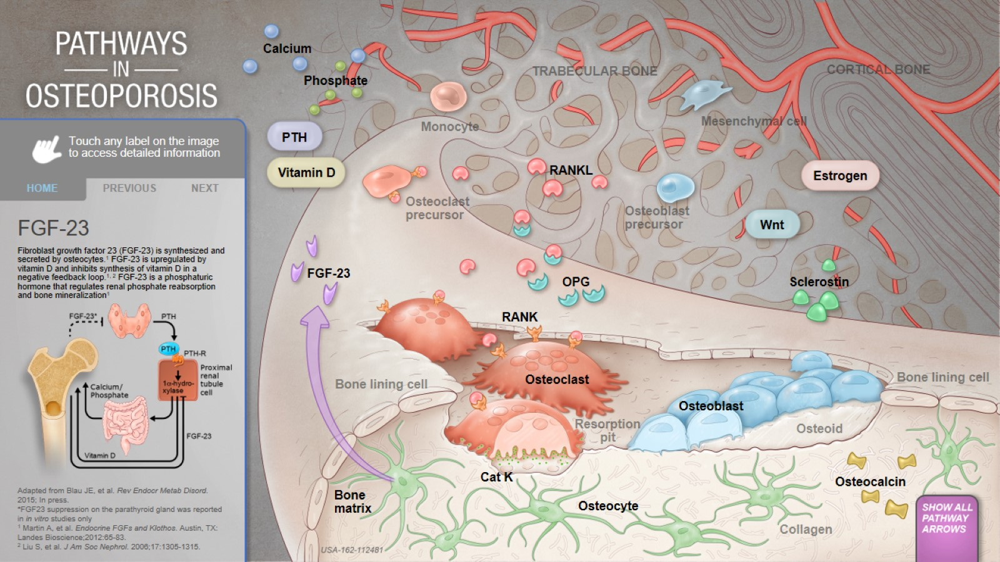 PATHWAYS
IN
OSTEOPOROSIS
Touch any label on the image
to access detailed information
HOME
PREVIOUS
NEXT
FGF-23
Fibroblast growth factor 23 (FGF-23) is synthesized and
secreted by osteocytes.¹ FGF-23 is upregulated by
vitamin D and inhibits synthesis of vitamin D in a
negative feedback loop.¹,² FGF-23 is a phosphaturic
hormone that regulates renal phosphate reabsorption
and bone mineralization¹
FGF-23*
PTH
PTH
PTH-R
Proximal
renal
tubule
cell
1α-hydro-
xylase
Calcium/
Phosphate
FGF-23
Vitamin D
Adapted from Blau JE, et al. Rev Endocr Metab Disord.
2015; In press.
*FGF23 suppression on the parathyroid gland was reported
in in vitro studies only
¹ Martin A, et al. Endocrine FGFs and Klothos. Austin, TX:
Landes Bioscience;2012:65-83.
² Liu S, et al. J Am Soc Nephrol. 2006;17:1305-1315.
Calcium
Phosphate
PTH
Vitamin D
Monocyte
TRABECULAR BONE
CORTICAL BONE
Mesenchymal cell
RANKL
Estrogen
Osteoclast
precursor
Osteoblast
precursor
Wnt
FGF-23
OPG
Sclerostin
RANK
Bone lining cell
Osteoclast
Bone lining cell
Osteoblast
Resorption
pit
Osteoid
Cat K
Osteocalcin
Bone
matrix
Osteocyte
Collagen
SHOW ALL
PATHWAY
ARROWS
USA-162-112481